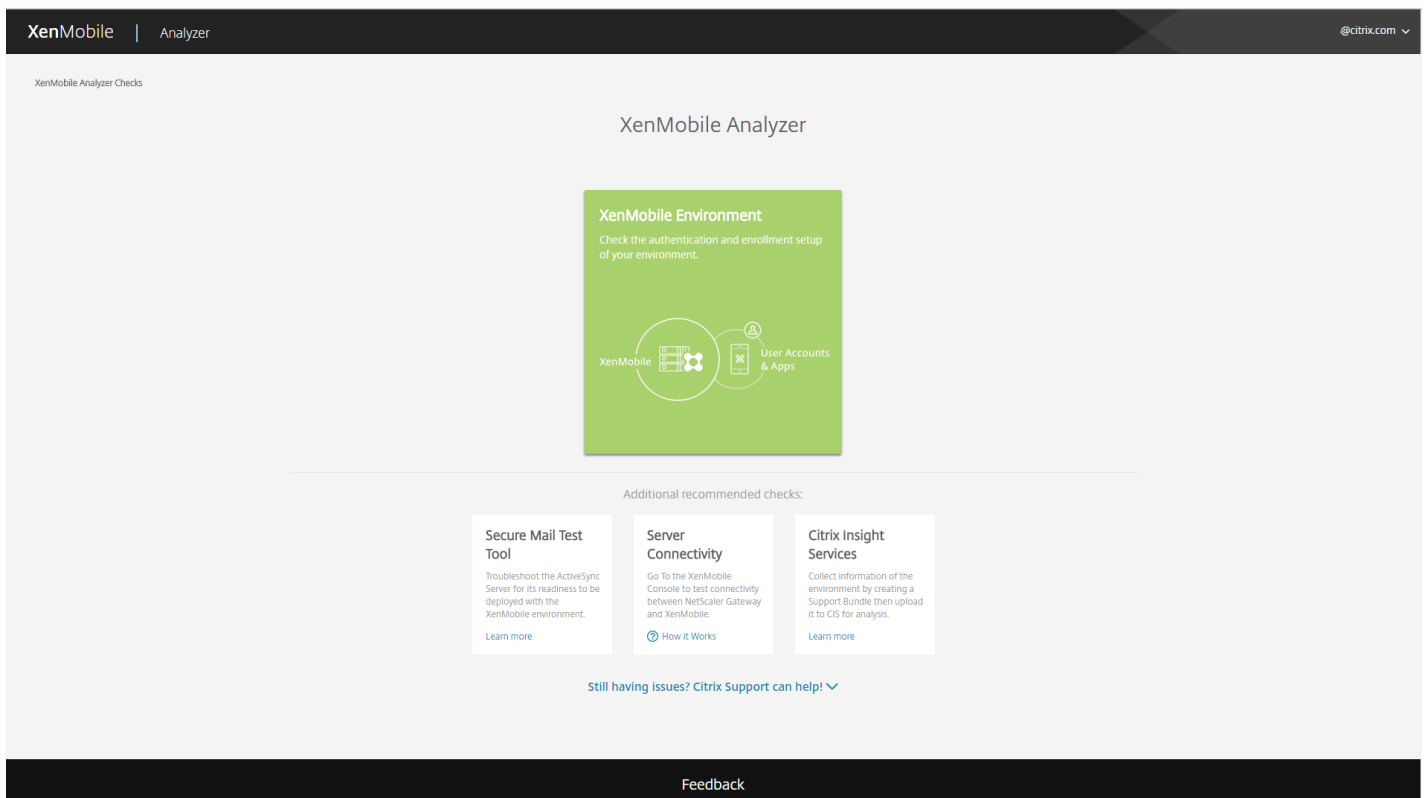 XenMobile | Analyzer
@citrix.com
XenMobile Analyzer Checks
XenMobile Analyzer
XenMobile Environment
Check the authentication and enrollment setup
of your environment.
XenMobile
User Accounts
& Apps
Additional recommended checks:
Secure Mail Test
Tool
Troubleshoot the ActiveSync
Server for its readiness to be
deployed with the
XenMobile environment.
Learn more
Server
Connectivity
Go To the XenMobile
Console to test connectivity
between NetScaler Gateway
and XenMobile.
? How it Works
Citrix Insight
Services
Collect information of the
environment by creating a
Support Bundle then upload
it to CIS for analysis.
Learn more
Still having issues? Citrix Support can help!
Feedback